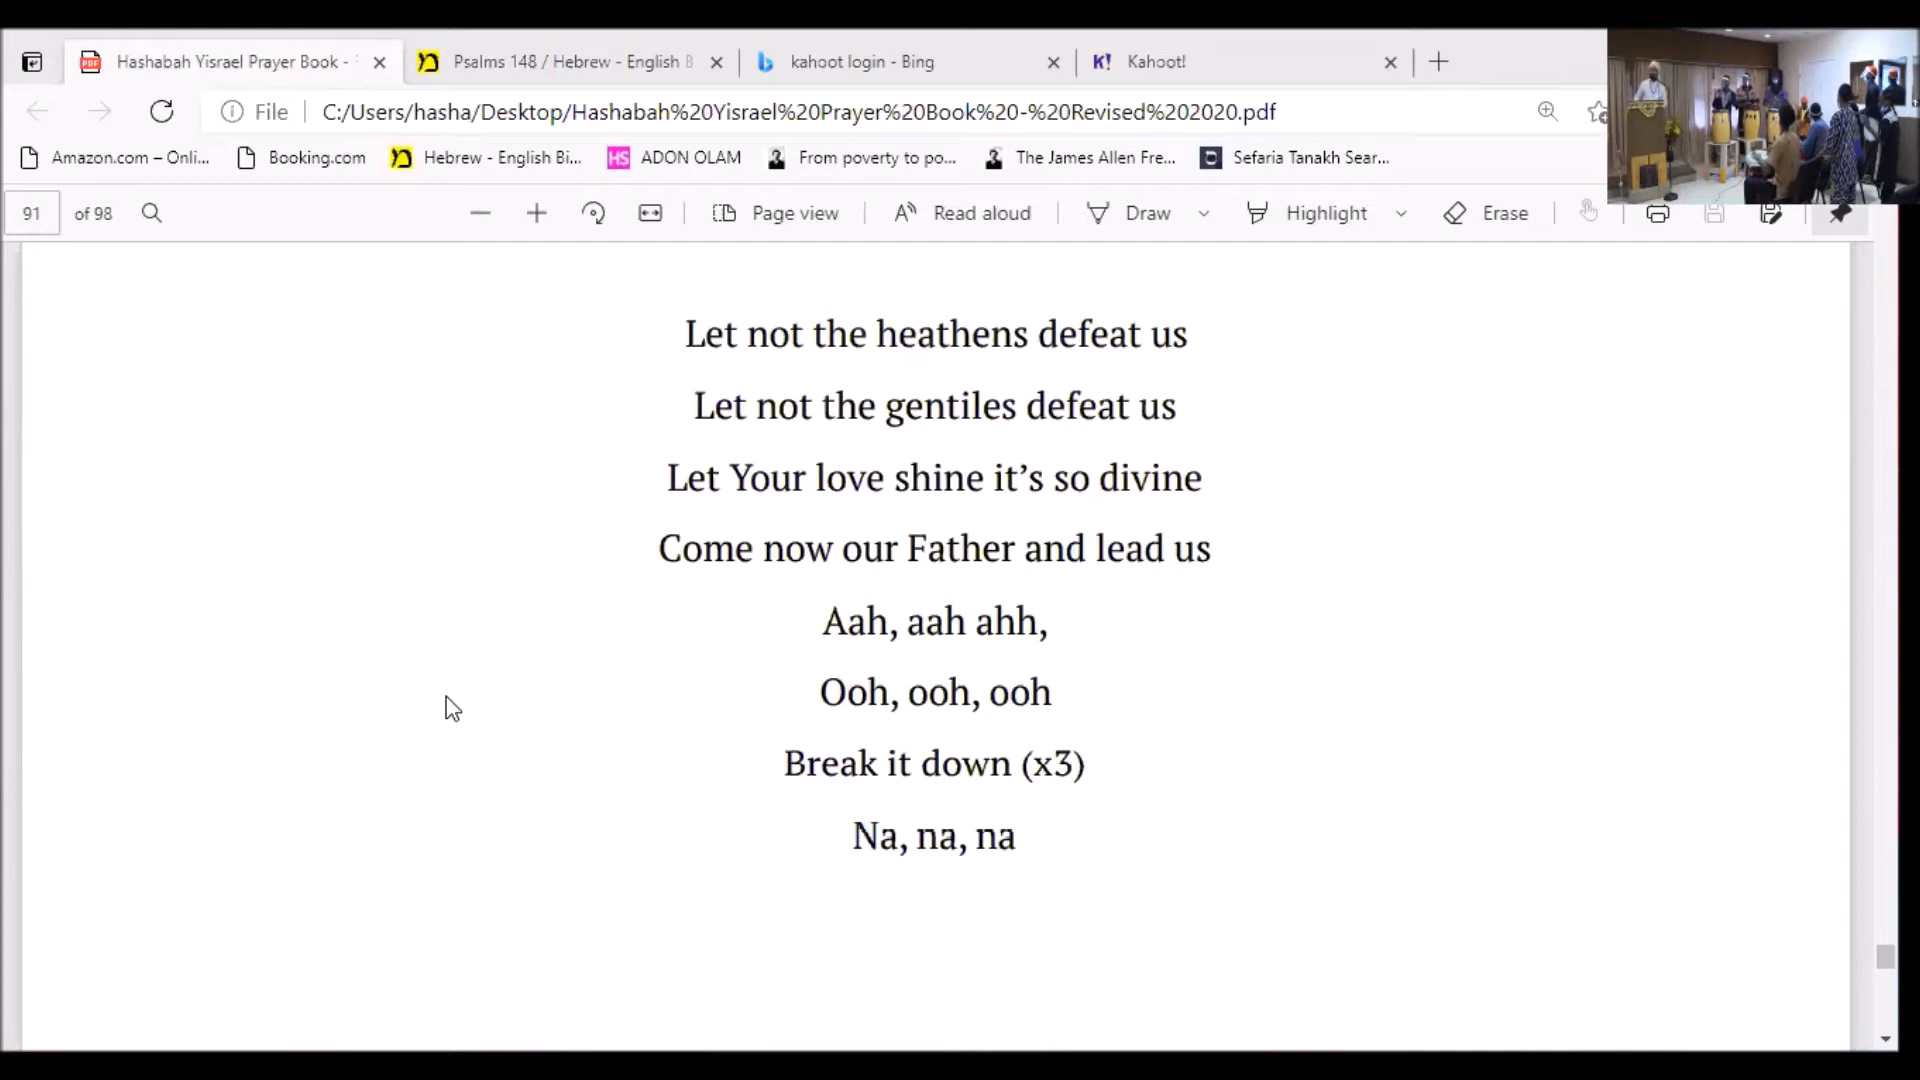 Hashabah Yisrael Prayer Book -
Psalms 148 / Hebrew - English B
kahoot login - Bing
K! Kahoot!
File C:/Users/hasha/Desktop/Hashabah%20Yisrael%20Prayer%20Book%20-%20Revised%202020.pdf
Amazon.com – Onli...
Booking.com
Hebrew - English Bi...
HS ADON OLAM
From poverty to po...
The James Allen Fre...
Sefaria Tanakh Sear...
91 of 98
Page view
Read aloud
Draw
Highlight
Erase
Let not the heathens defeat us
Let not the gentiles defeat us
Let Your love shine it’s so divine
Come now our Father and lead us
Aah, aah ahh,
Ooh, ooh, ooh
Break it down (x3)
Na, na, na